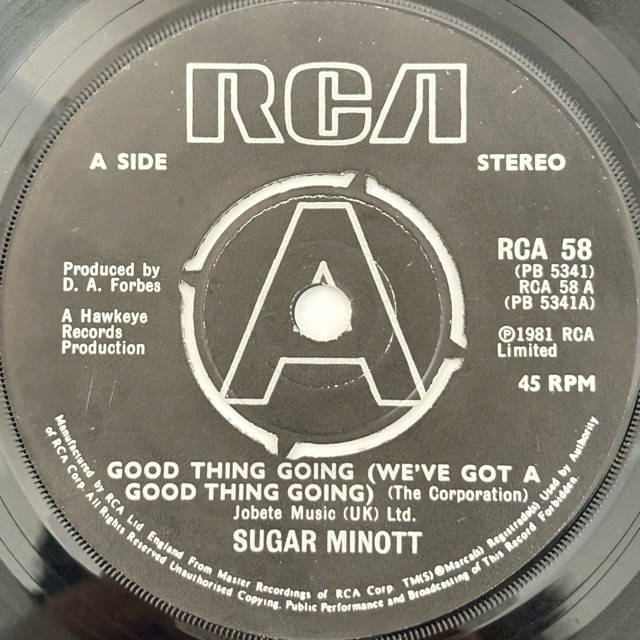 RCA
A SIDE
STEREO
A
Produced by
D. A. Forbes
A Hawkeye
Records
Production
RCA 58
(PB 5341)
RCA 58 A
(PB 5341A)
℗1981 RCA
Limited
45 RPM
GOOD THING GOING (WE'VE GOT A
GOOD THING GOING) (The Corporation)
Jobete Music (UK) Ltd.
SUGAR MINOTT
Manufactured by RCA Ltd England From Master Recordings of RCA Corp TM(S)®Marca(s) Registrada(s) Used by Authority
of RCA Corp. All Rights Reserved Unauthorised Copying, Public Performance and Broadcasting of This Record Forbidden.